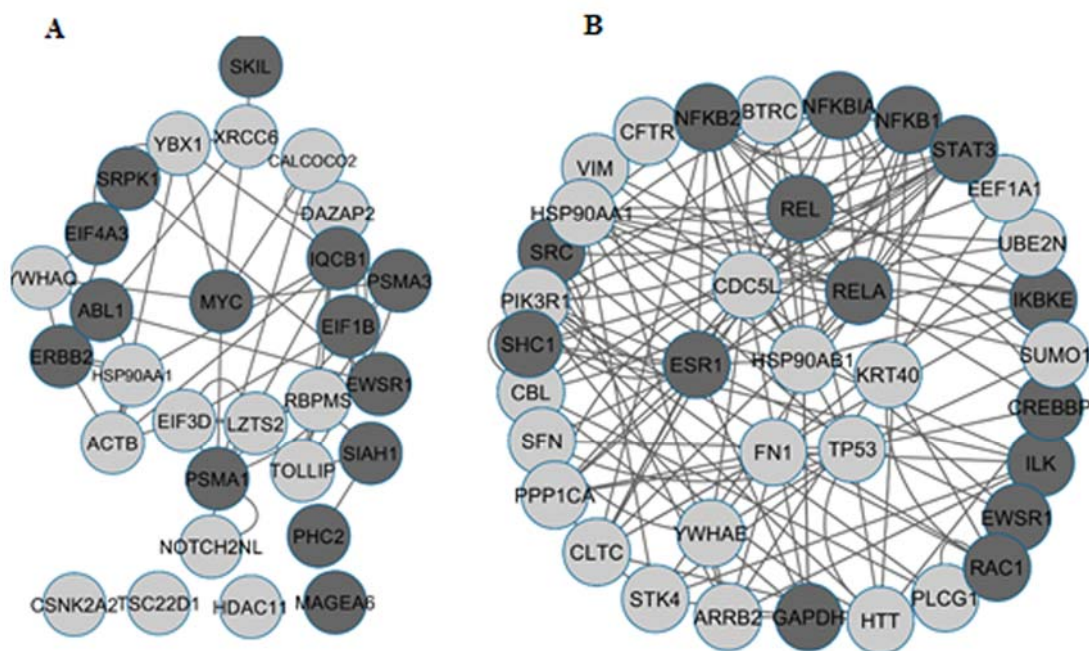 A
SKIL
YBX1
XRCC6
CALCOCO2
SRPK1
DAZAP2
EIF4A3
IQCB1
PSMA3
YWHAQ
ABL1
MYC
EIF1B
ERBB2
HSP90AA1
EWSR1
RBPMS
EIF3D
LZTS2
ACTB
SIAH1
TOLLIP
PSMA1
PHC2
NOTCH2NL
CSNK2A2
TSC22D1
HDAC11
MAGEA6
B
NFKB2
BTRC
NFKBIA
NFKB1
CFTR
STAT3
VIM
EEF1A1
HSP90AA1
REL
UBE2N
SRC
CDC5L
RELA
PIK3R1
IKBKE
SHC1
ESR1
HSP90AB1
SUMO1
KRT40
CBL
CREBBP
SFN
FN1
TP53
ILK
PPP1CA
EWSR1
YWHAE
CLTC
RAC1
STK4
ARRB2
GAPDH
HTT
PLCG1